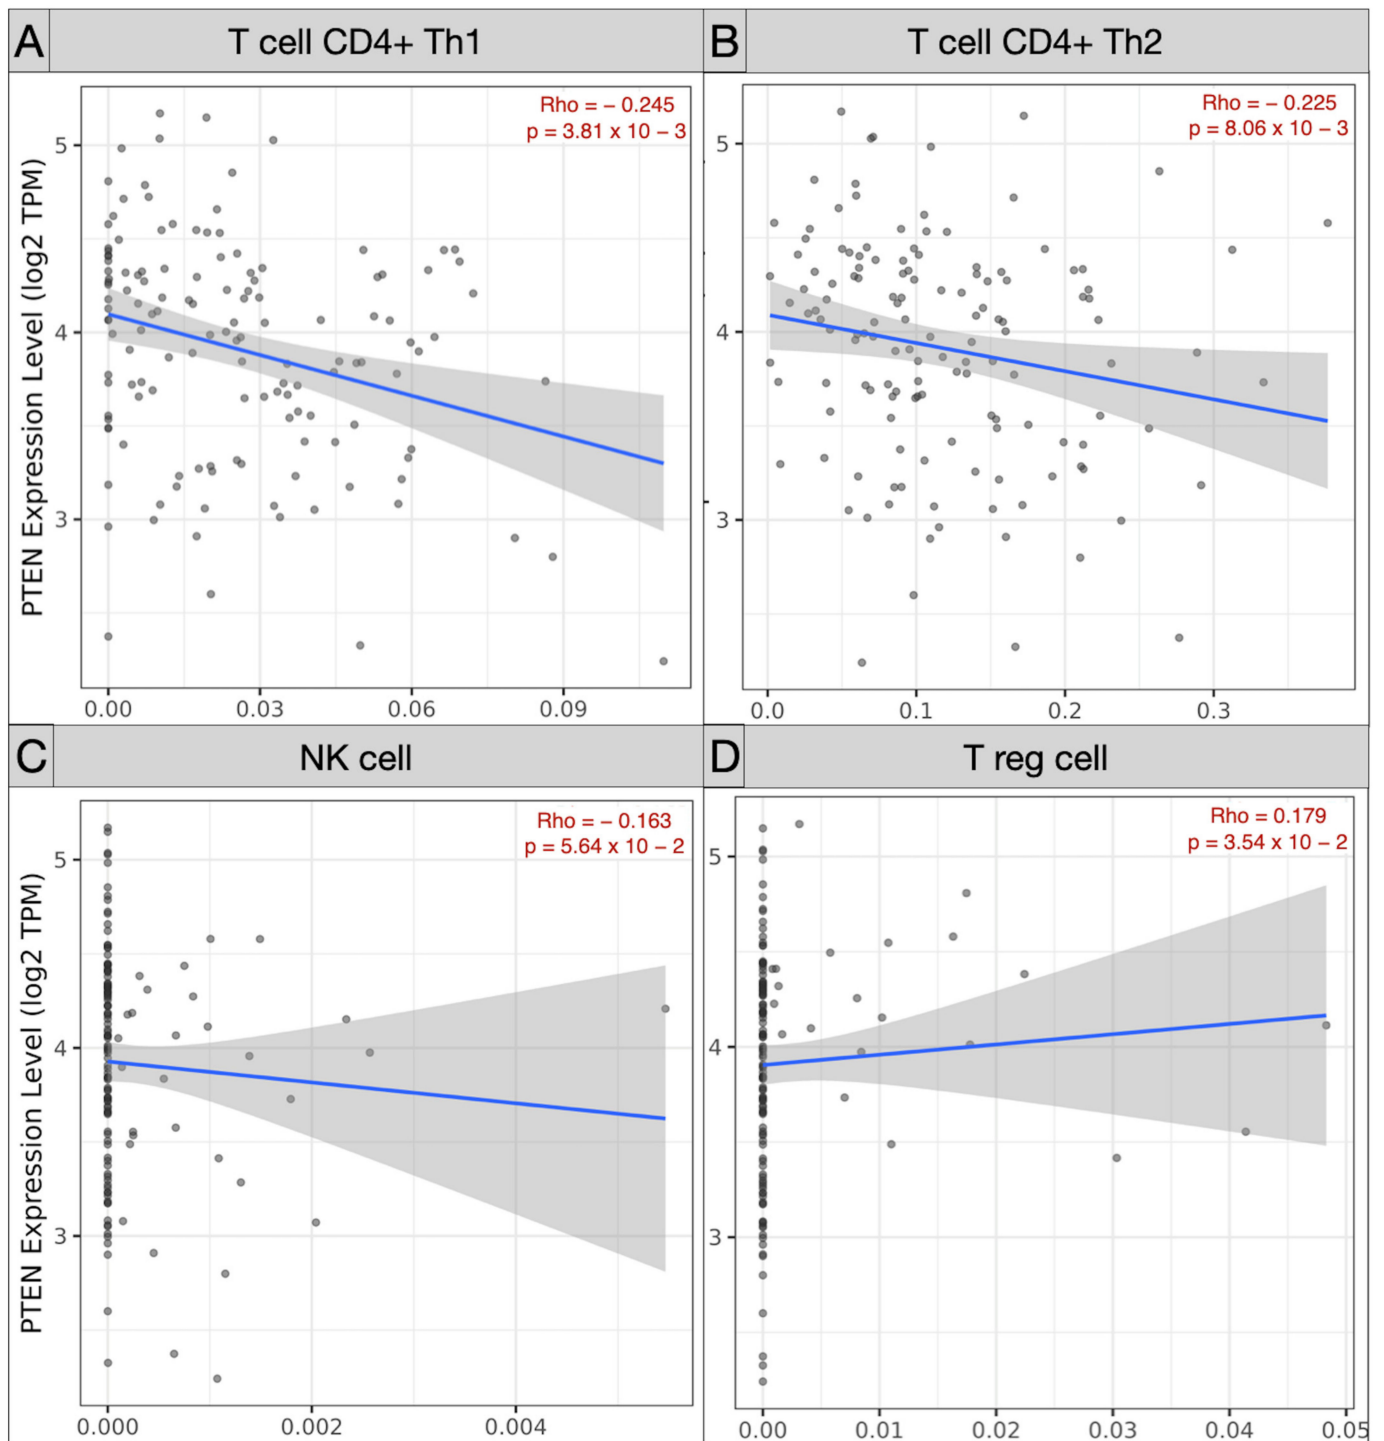 A
T cell CD4+ Th1
Rho = – 0.245
p = 3.81 x 10 – 3
PTEN Expression Level (log2 TPM)
5
4
3
0.00 0.03 0.06 0.09
B
T cell CD4+ Th2
Rho = – 0.225
p = 8.06 x 10 – 3
5
4
3
0.0 0.1 0.2 0.3
C
NK cell
Rho = – 0.163
p = 5.64 x 10 – 2
PTEN Expression Level (log2 TPM)
5
4
3
0.000 0.002 0.004
D
T reg cell
Rho = 0.179
p = 3.54 x 10 – 2
5
4
3
0.00 0.01 0.02 0.03 0.04 0.05